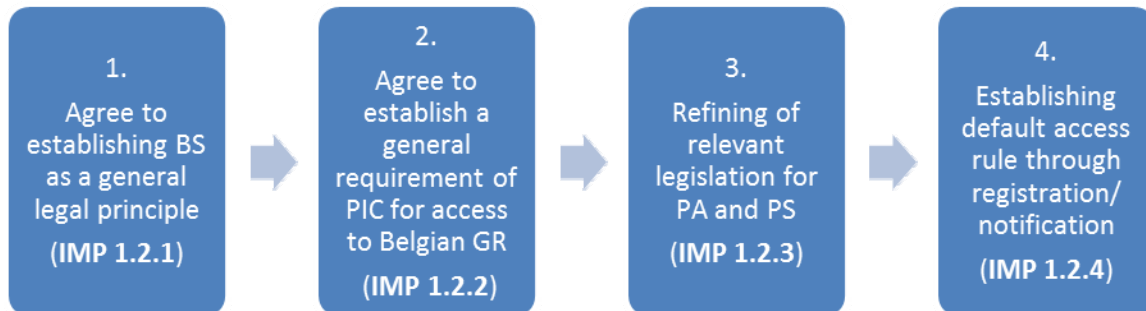 1.
Agree to
establishing BS
as a general
legal principle
(IMP 1.2.1)
2.
Agree to
establish a
general
requirement of
PIC for access
to Belgian GR
(IMP 1.2.2)
3.
Refining of
relevant
legislation for
PA and PS
(IMP 1.2.3)
4.
Establishing
default access
rule through
registration/
notification
(IMP 1.2.4)